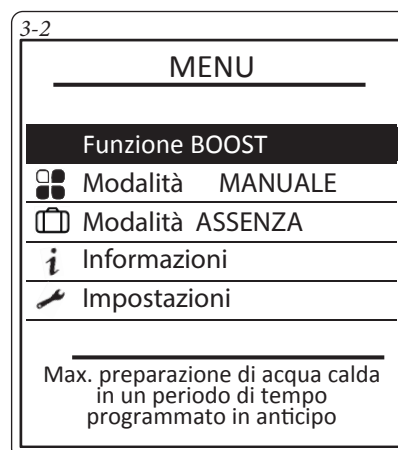 3-2
MENU
Funzione BOOST
Modalità MANUALE
Modalità ASSENZA
Informazioni
Impostazioni
Max. preparazione di acqua calda
in un periodo di tempo
programmato in anticipo